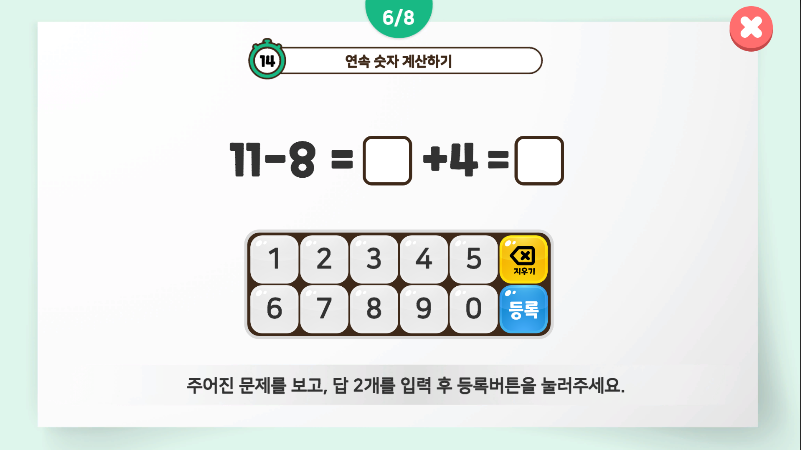 6/8
14 연속 숫자 계산하기
11-8 = +4 =
1 2 3 4 5 지우기
6 7 8 9 0 등록
주어진 문제를 보고, 답 2개를 입력 후 등록버튼을 눌러주세요.